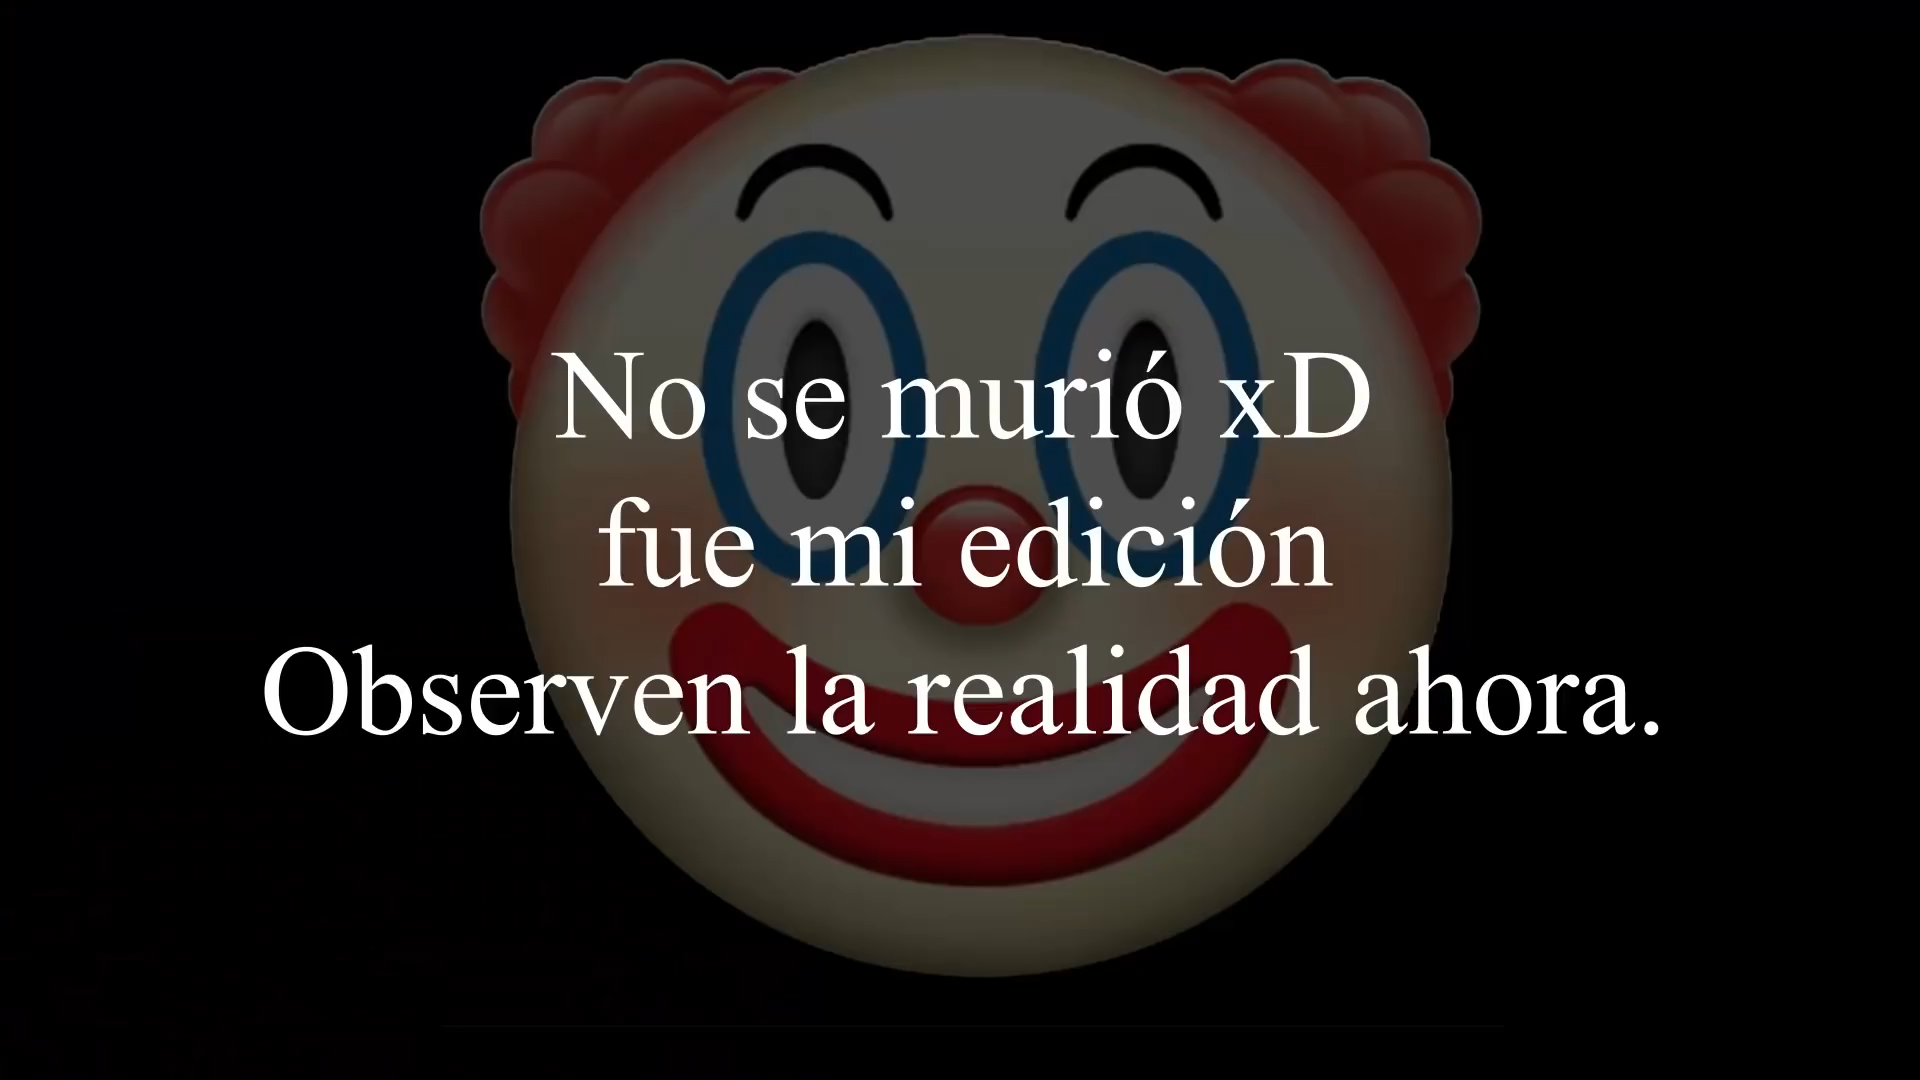 No se murió xD
fue mi edición
Observen la realidad ahora.